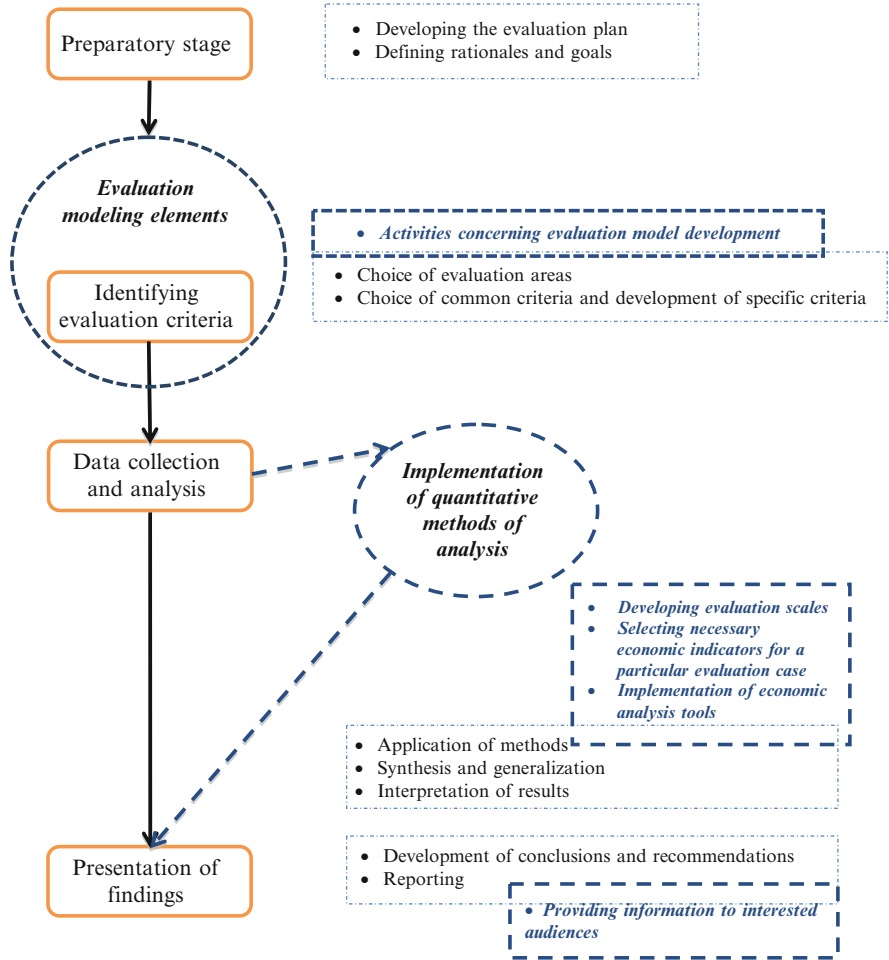 Preparatory stage
• Developing the evaluation plan
• Defining rationales and goals
Evaluation
modeling elements
• Activities concerning evaluation model development
Identifying
evaluation criteria
• Choice of evaluation areas
• Choice of common criteria and development of specific criteria
Data collection
and analysis
Implementation
of quantitative
methods of
analysis
• Developing evaluation scales
• Selecting necessary
economic indicators for a
particular evaluation case
• Implementation of economic
analysis tools
• Application of methods
• Synthesis and generalization
• Interpretation of results
Presentation of
findings
• Development of conclusions and recommendations
• Reporting
• Providing information to interested
audiences